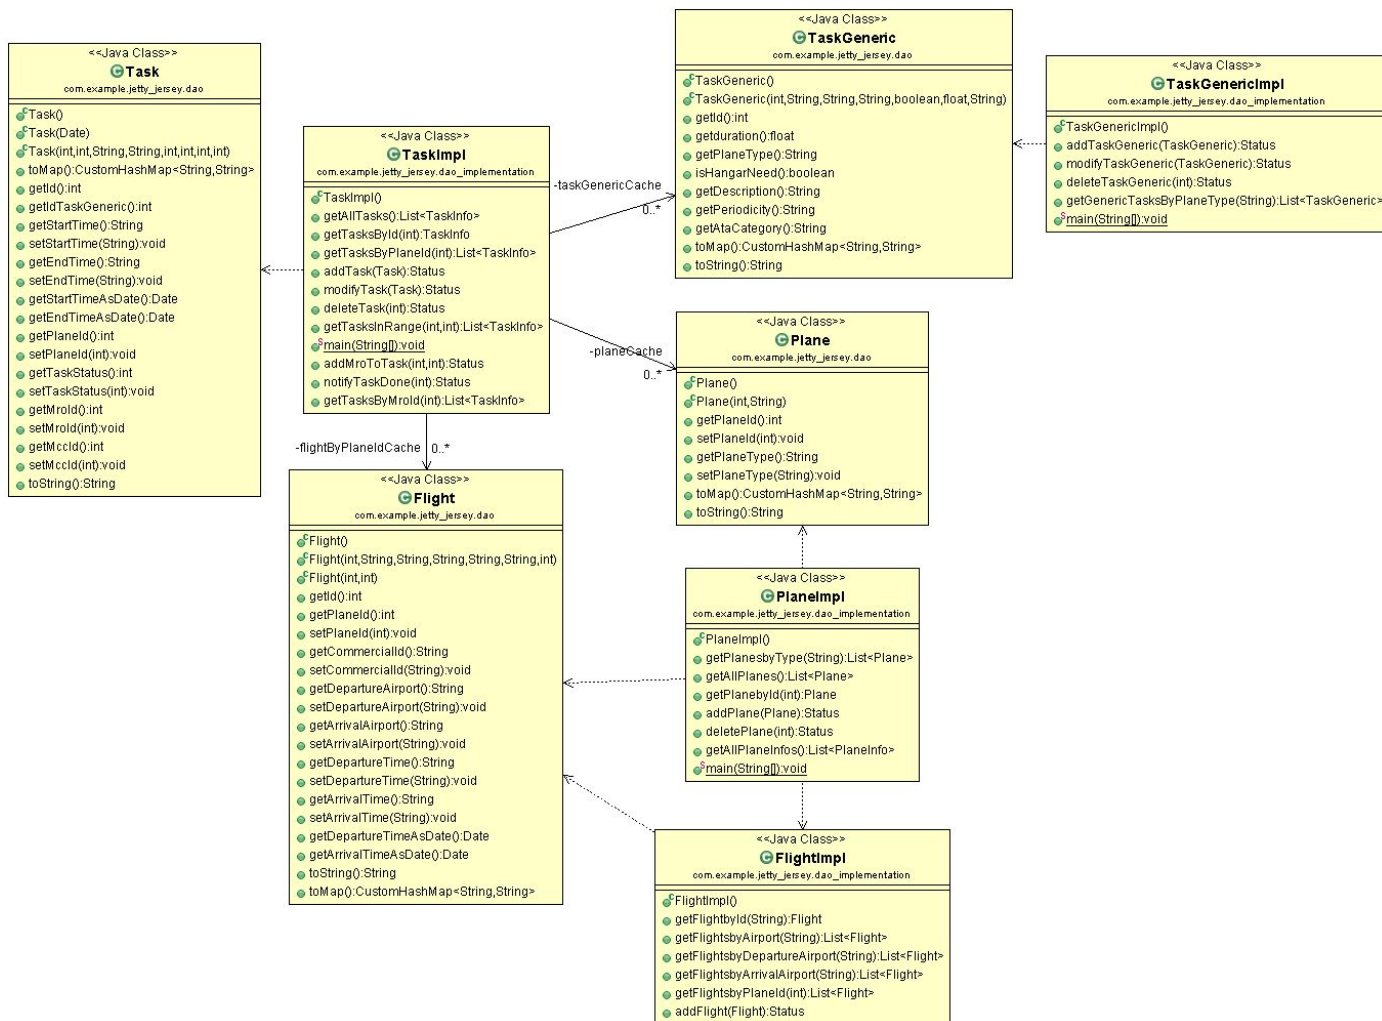 <<Java Class>>
Task
com.example.jetty_jersey.dao
Task()
Task(Date)
Task(int,int,String,String,int,int,int,int)
toMap():CustomHashMap<String,String>
getId():int
getIdTaskGeneric():int
getStartTime():String
setStartTime(String):void
getEndTime():String
setEndTime(String):void
getStartTimeAsDate():Date
getEndTimeAsDate():Date
getPlaneId():int
setPlaneId(int):void
getTaskStatus():int
setTaskStatus(int):void
getMroId():int
setMroId(int):void
getMccId():int
setMccId(int):void
toString():String
<<Java Class>>
TaskImpl
com.example.jetty_jersey.dao_implementation
TaskImpl()
getAllTasks():List<TaskInfo>
getTasksById(int):TaskInfo
getTasksByPlaneId(int):List<TaskInfo>
addTask(Task):Status
modifyTask(Task):Status
deleteTask(int):Status
getTasksInRange(int,int):List<TaskInfo>
main(String[]):void
addMroToTask(int,int):Status
notifyTaskDone(int):Status
getTasksByMroId(int):List<TaskInfo>
-taskGenericCache
0..*
-planeCache
0..*
-flightByPlaneIdCache
0..*
<<Java Class>>
TaskGeneric
com.example.jetty_jersey.dao
TaskGeneric()
TaskGeneric(int,String,String,String,boolean,float,String)
getId():int
getduration():float
getPlaneType():String
isHangarNeed():boolean
getDescription():String
getPeriodicity():String
getAtaCategory():String
toMap():CustomHashMap<String,String>
toString():String
<<Java Class>>
TaskGenericImpl
com.example.jetty_jersey.dao_implementation
TaskGenericImpl()
addTaskGeneric(TaskGeneric):Status
modifyTaskGeneric(TaskGeneric):Status
deleteTaskGeneric(int):Status
getGenericTasksByPlaneType(String):List<TaskGeneric>
main(String[]):void
<<Java Class>>
Plane
com.example.jetty_jersey.dao
Plane()
Plane(int,String)
getPlaneId():int
setPlaneId(int):void
getPlaneType():String
setPlaneType(String):void
toMap():CustomHashMap<String,String>
toString():String
<<Java Class>>
Flight
com.example.jetty_jersey.dao
Flight()
Flight(int,String,String,String,String,String,int)
Flight(int,int)
getId():int
getPlaneId():int
setPlaneId(int):void
getCommercialId():String
setCommercialId(String):void
getDepartureAirport():String
setDepartureAirport(String):void
getArrivalAirport():String
setArrivalAirport(String):void
getDepartureTime():String
setDepartureTime(String):void
getArrivalTime():String
setArrivalTime(String):void
getDepartureTimeAsDate():Date
getArrivalTimeAsDate():Date
toString():String
toMap():CustomHashMap<String,String>
<<Java Class>>
PlaneImpl
com.example.jetty_jersey.dao_implementation
PlaneImpl()
getPlanesbyType(String):List<Plane>
getAllPlanes():List<Plane>
getPlanebyId(int):Plane
addPlane(Plane):Status
deletePlane(int):Status
getAllPlaneInfos():List<PlaneInfo>
main(String[]):void
<<Java Class>>
FlightImpl
com.example.jetty_jersey.dao_implementation
FlightImpl()
getFlightbyId(String):Flight
getFlightsbyAirport(String):List<Flight>
getFlightsbyDepartureAirport(String):List<Flight>
getFlightsbyArrivalAirport(String):List<Flight>
getFlightsbyPlaneId(int):List<Flight>
addFlight(Flight):Status